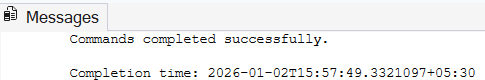 Messages
Commands completed successfully.
Completion time: 2026-01-02T15:57:49.3321097+05:30